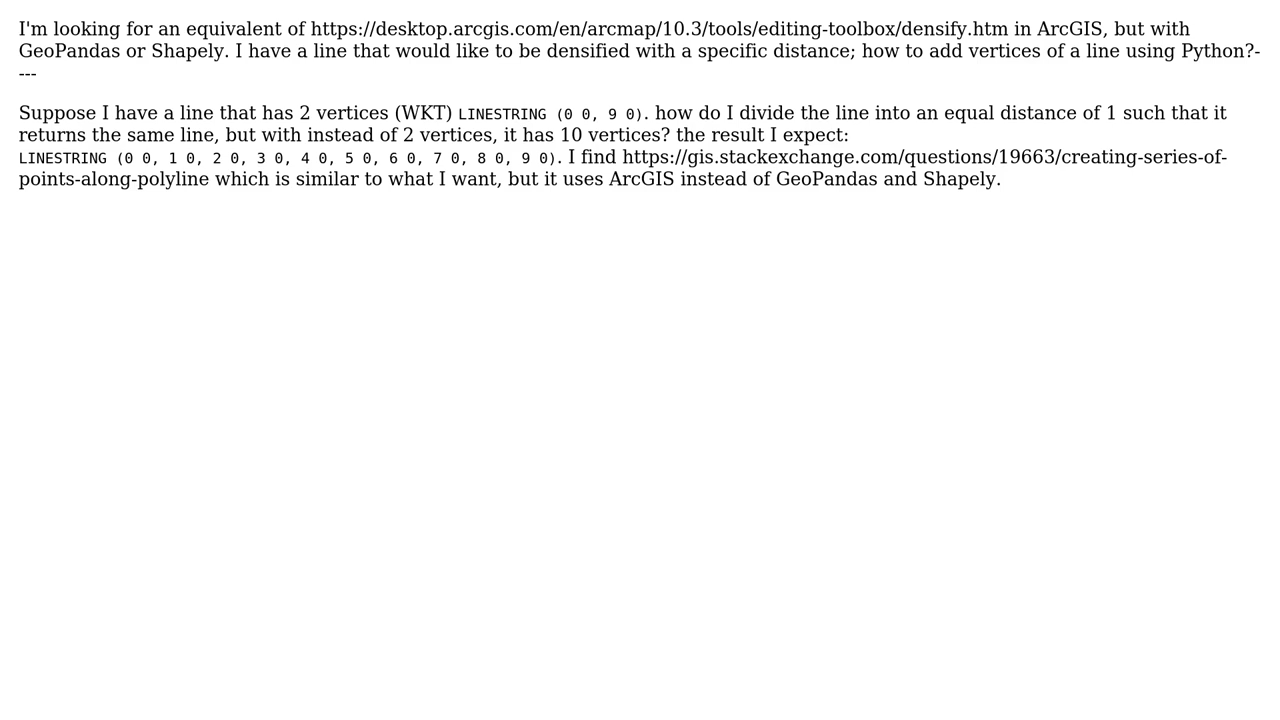 I'm looking for an equivalent of https://desktop.arcgis.com/en/arcmap/10.3/tools/editing-toolbox/densify.htm in ArcGIS, but with
GeoPandas or Shapely. I have a line that would like to be densified with a specific distance; how to add vertices of a line using Python?-
---
Suppose I have a line that has 2 vertices (WKT) LINESTRING (0 0, 9 0). how do I divide the line into an equal distance of 1 such that it
returns the same line, but with instead of 2 vertices, it has 10 vertices? the result I expect:
LINESTRING (0 0, 1 0, 2 0, 3 0, 4 0, 5 0, 6 0, 7 0, 8 0, 9 0). I find https://gis.stackexchange.com/questions/19663/creating-series-of-
points-along-polyline which is similar to what I want, but it uses ArcGIS instead of GeoPandas and Shapely.